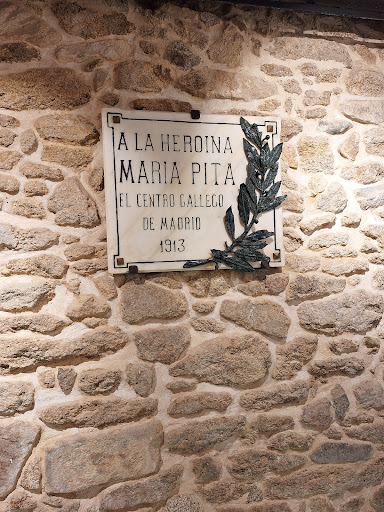 A LA HEROINA
MARIA PITA
EL CENTRO GALLEGO
DE MADRID
1913